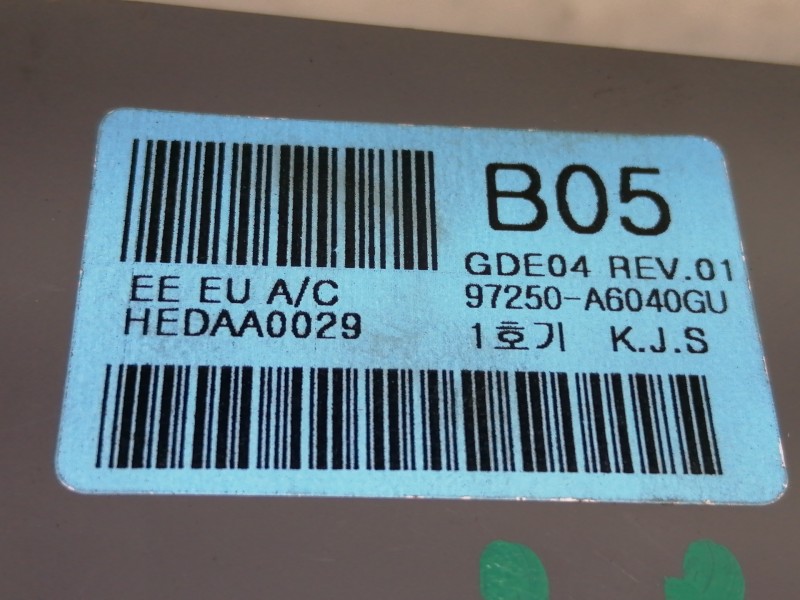 B05
GDE04 REV.01
EE EU A/C
97250-A6040GU
HEDAA0029
1호기 K.J.S